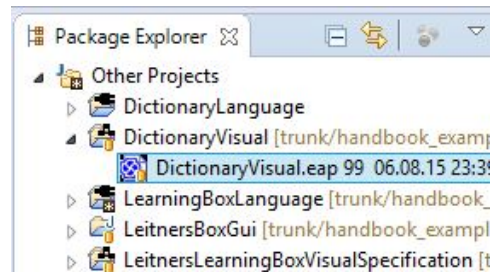 Package Explorer
Other Projects
DictionaryLanguage
DictionaryVisual [trunk/handbook_examp
DictionaryVisual.eap 99 06.08.15 23:39
LearningBoxLanguage [trunk/handbook_
LeitnersBoxGui [trunk/handbook_exampl
LeitnersLearningBoxVisualSpecification [t